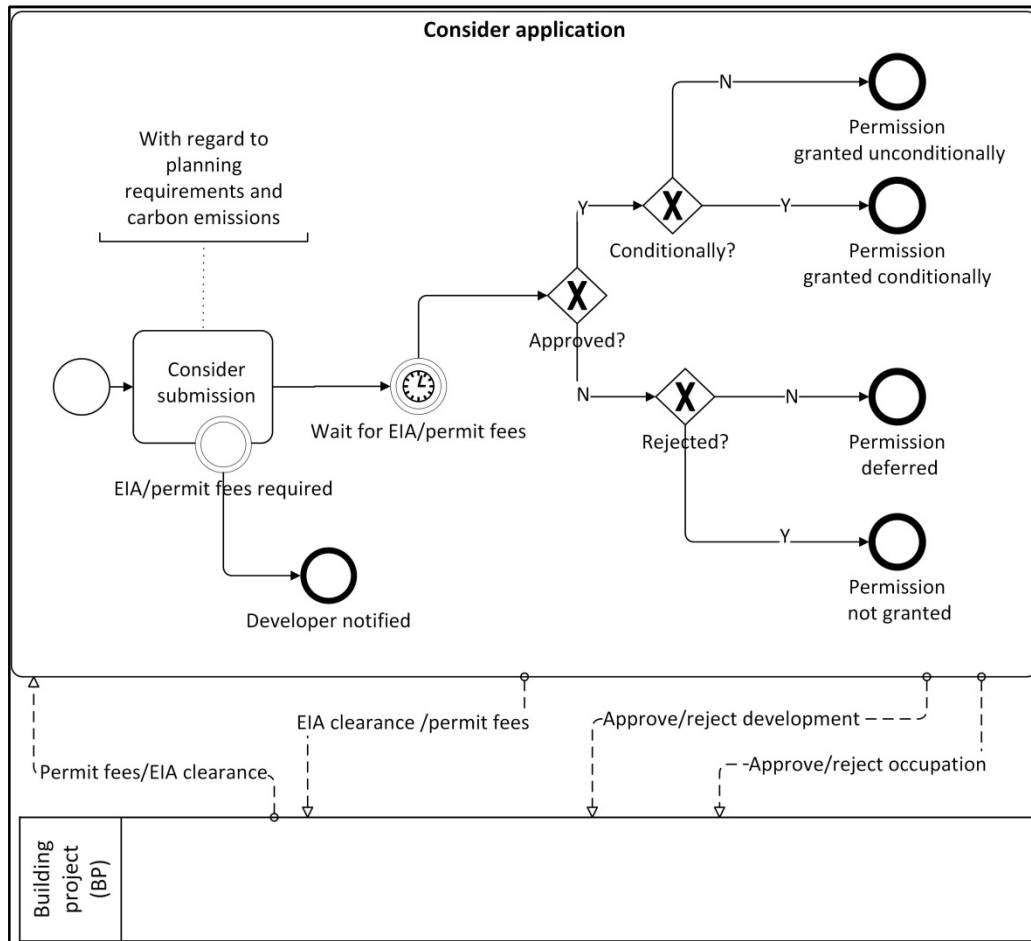 Consider application
With regard to
planning
requirements and
carbon emissions
Consider
submission
EIA/permit fees required
Developer notified
Wait for EIA/permit fees
Approved?
Y
N
Conditionally?
N
Y
Permission
granted unconditionally
Permission
granted conditionally
Rejected?
N
Y
Permission
deferred
Permission
not granted
Permit fees/EIA clearance
EIA clearance /permit fees
Approve/reject development
Approve/reject occupation
Building
project
(BP)